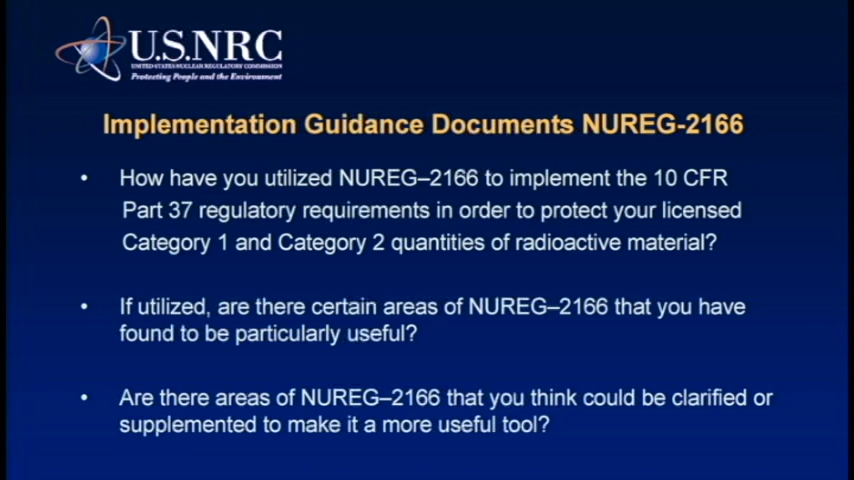 U.S.NRC
UNITED STATES NUCLEAR REGULATORY COMMISSION
Protecting People and the Environment
Implementation Guidance Documents NUREG-2166
• How have you utilized NUREG–2166 to implement the 10 CFR
Part 37 regulatory requirements in order to protect your licensed
Category 1 and Category 2 quantities of radioactive material?
• If utilized, are there certain areas of NUREG–2166 that you have
found to be particularly useful?
• Are there areas of NUREG–2166 that you think could be clarified or
supplemented to make it a more useful tool?